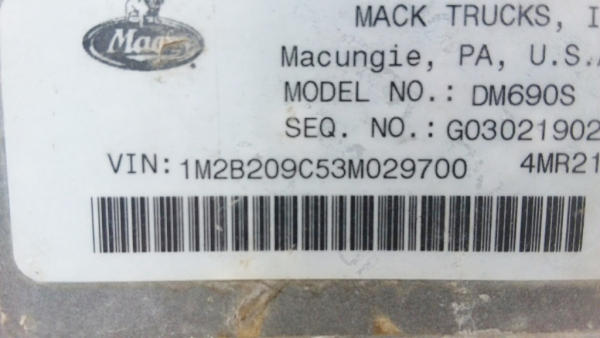 Mack
MACK TRUCKS, I
Macungie, PA, U.S.A
MODEL NO.: DM690S
SEQ. NO.: G03021902
VIN: 1M2B209C53M029700 4MR21